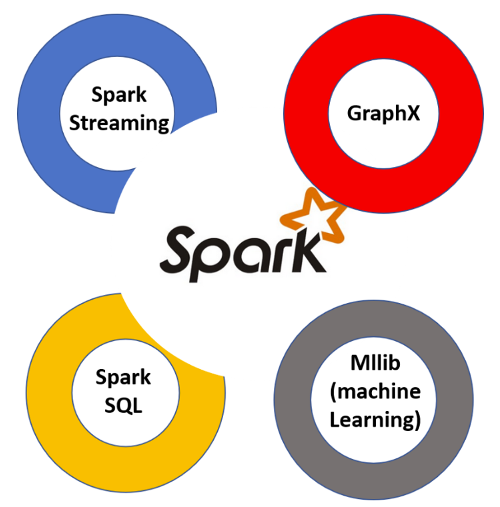 Spark
Streaming
GraphX
Spark
Spark
SQL
Mllib
(machine
Learning)